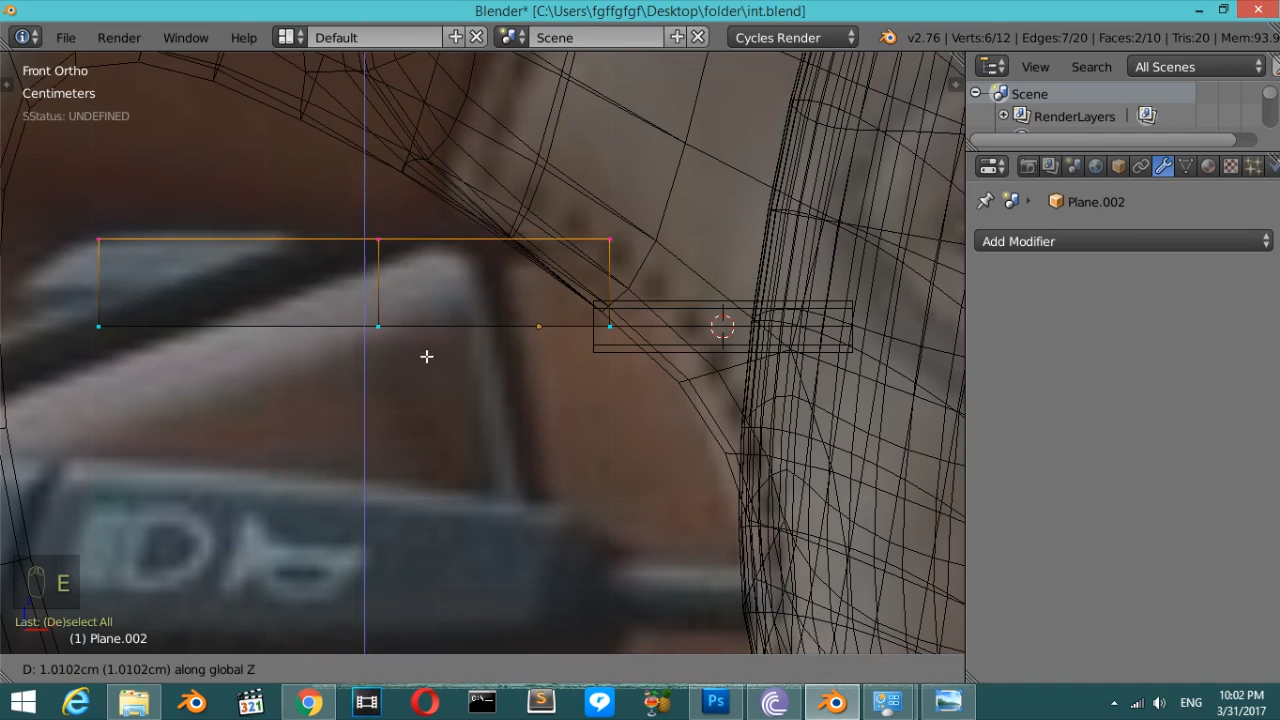 Blender* [C:\Users\fgffgfgf\Desktop\folder\int.blend]
File Render Window Help Default Scene Cycles Render v2.76 | Verts:6/12 | Edges:7/20 | Faces:2/10 | Tris:20 | Mem:93.9
Front Ortho
Centimeters
SStatus: UNDEFINED
View Search All Scenes
Scene
RenderLayers
Plane.002
Add Modifier
E
Last: (De)select All
(1) Plane.002
D: 1.0102cm (1.0102cm) along global Z
321
Ps
ENG
10:02 PM
3/31/2017